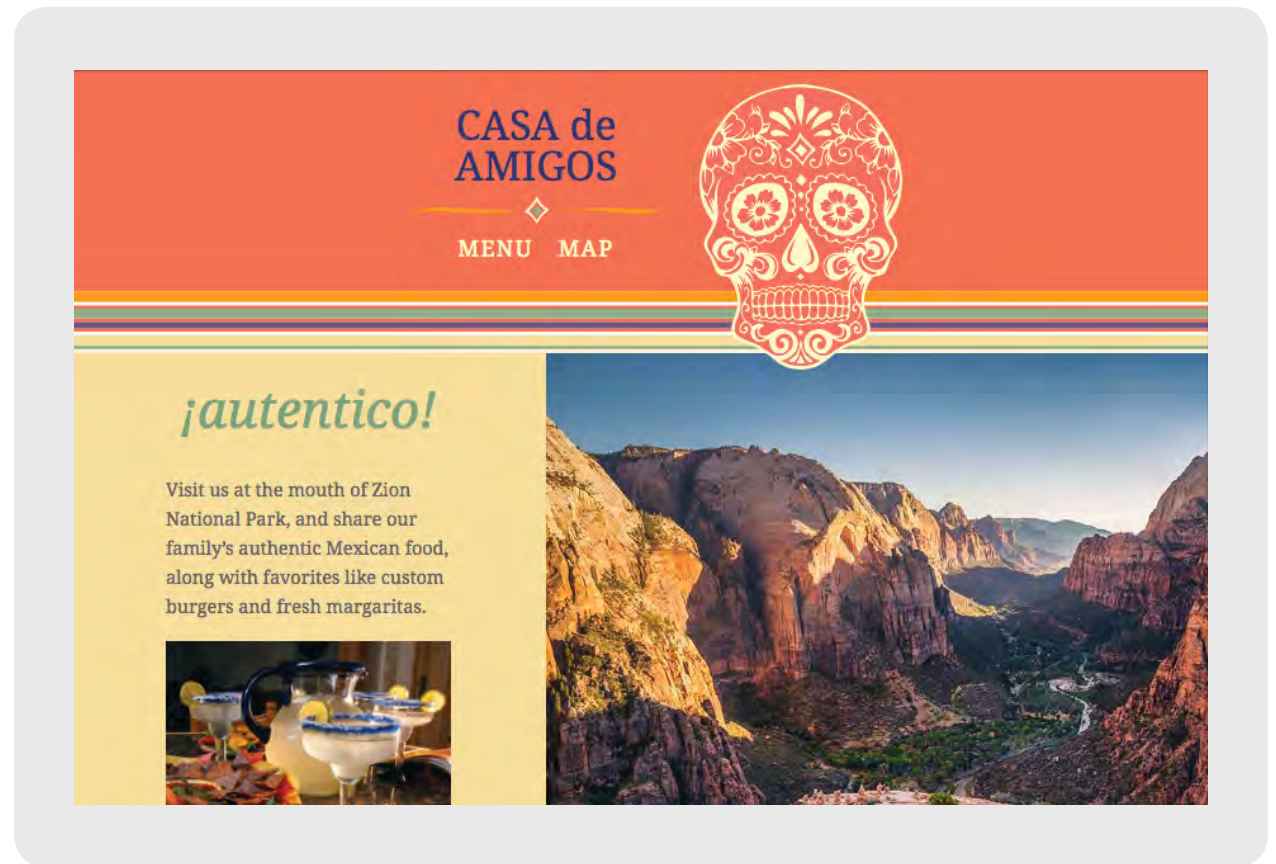 CASA de
AMIGOS
MENU MAP
¡autentico!
Visit us at the mouth of Zion
National Park, and share our
family’s authentic Mexican food,
along with favorites like custom
burgers and fresh margaritas.